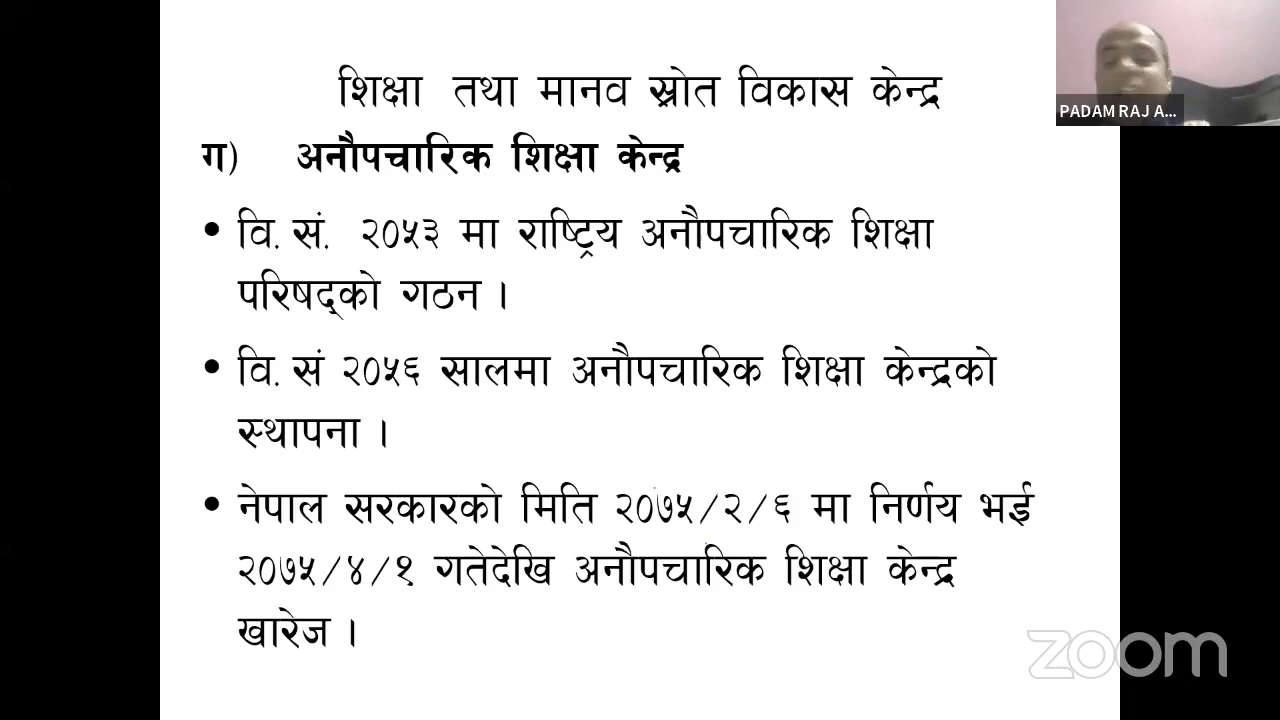 शिक्षा तथा मानव स्रोत विकास केन्द्र
PADAM RAJ A...
ग) अनौपचारिक शिक्षा केन्द्र
• वि. सं. २०५३ मा राष्ट्रिय अनौपचारिक शिक्षा
परिषद्को गठन ।
• वि. सं २०५६ सालमा अनौपचारिक शिक्षा केन्द्रको
स्थापना ।
• नेपाल सरकारको मिति २०७५/२/६ मा निर्णय भई
२०७५/४/१ गतेदेखि अनौपचारिक शिक्षा केन्द्र
खारेज ।
zoom